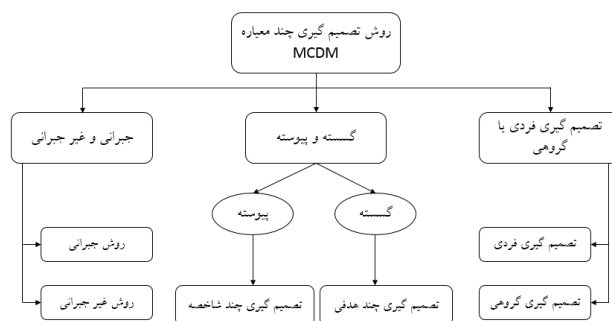 روش تصمیم گیری چند معیاره
MCDM
تصمیم گیری فردی یا
گروهی
گسسته و پیوسته
جبرانی و غیر جبرانی
گسسته
پیوسته
تصمیم گیری فردی
روش جبرانی
تصمیم گیری گروهی
تصمیم گیری چند هدفی
تصمیم گیری چند شاخصه
روش غیر جبرانی